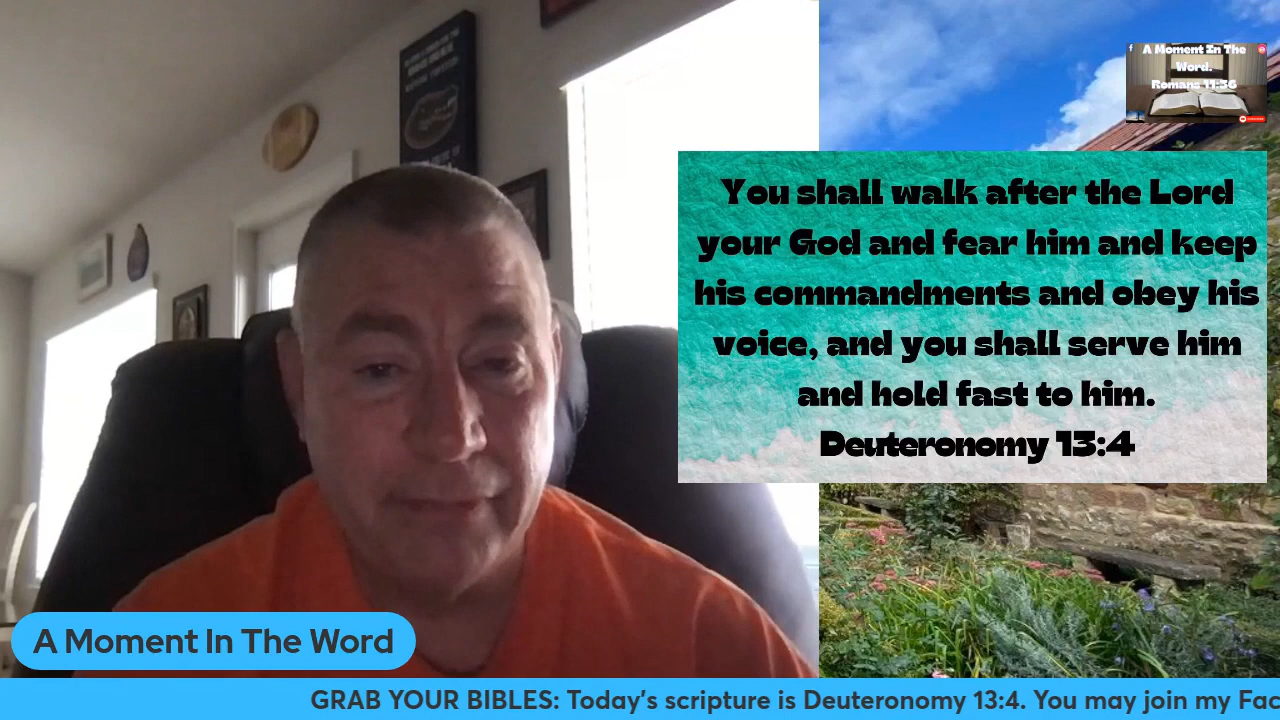 A Moment In The
Word.
Romans 11:36
You shall walk after the Lord
your God and fear him and keep
his commandments and obey his
voice, and you shall serve him
and hold fast to him.
Deuteronomy 13:4
A Moment In The Word
GRAB YOUR BIBLES: Today's scripture is Deuteronomy 13:4. You may join my Fac